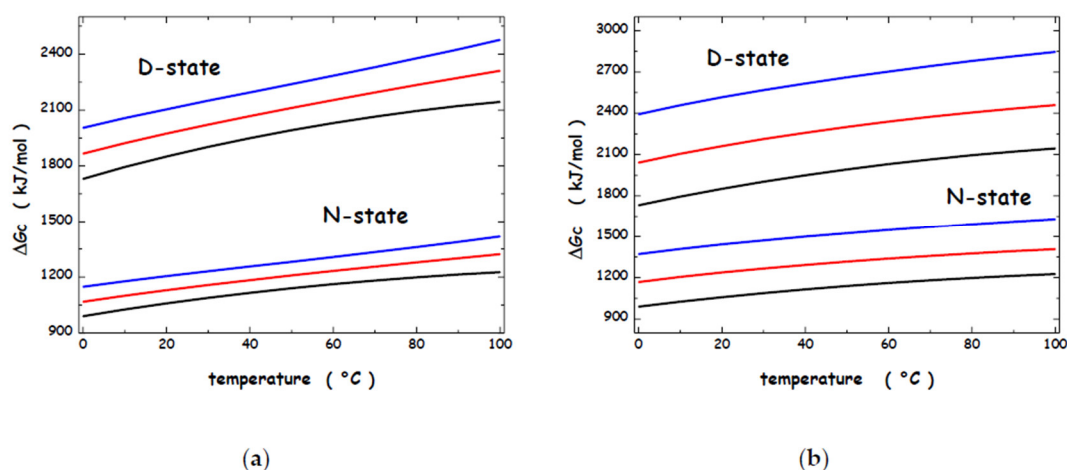 2400
2100
1800
1500
1200
900
ΔGc ( kJ/mol )
D-state
N-state
0 20 40 60 80 100
temperature ( °C )
(a)
3000
2700
2400
2100
1800
1500
1200
900
ΔGc ( kJ/mol )
D-state
N-state
0 20 40 60 80 100
temperature ( °C )
(b)